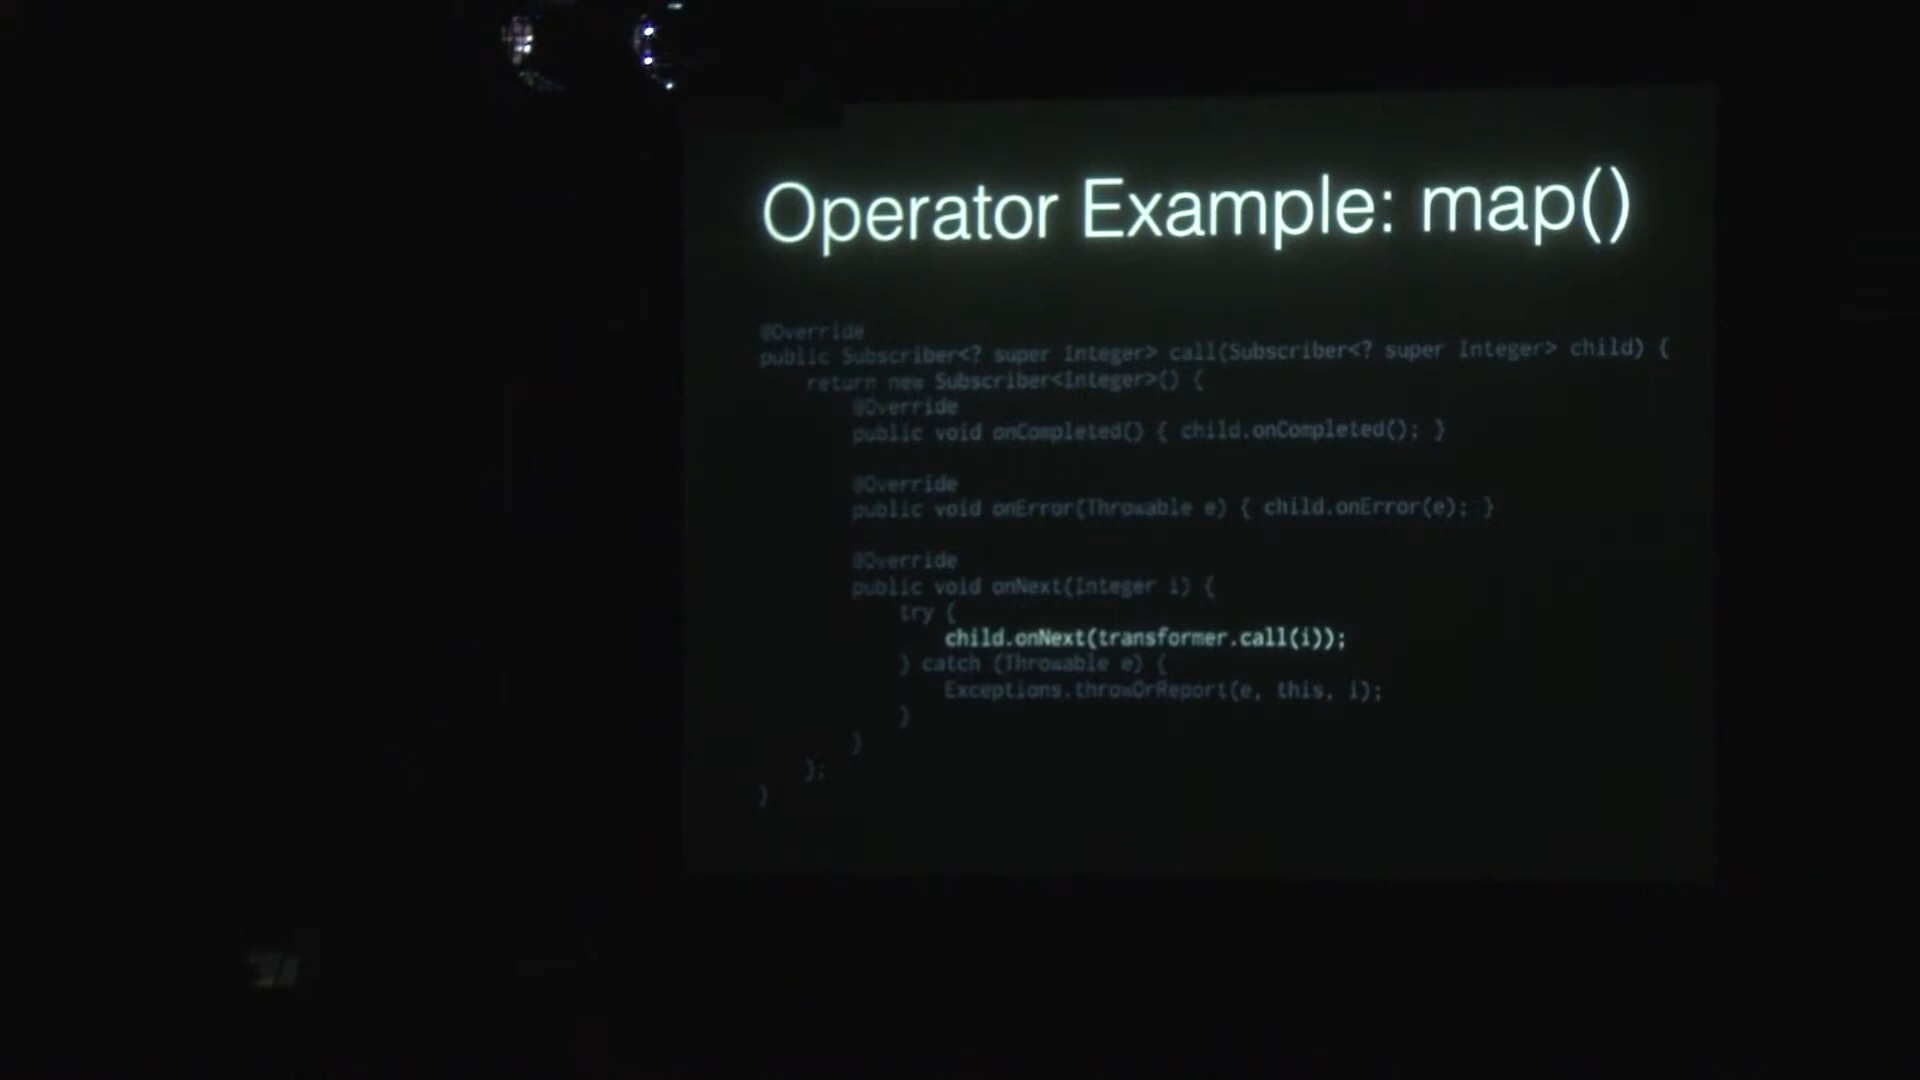 Operator Example: map()
@Override
public Subscriber<? super Integer> call(Subscriber<? super Integer> child) {
return new Subscriber<Integer>() {
@Override
public void onCompleted() { child.onCompleted(); }
@Override
public void onError(Throwable e) { child.onError(e); }
@Override
public void onNext(Integer i) {
try {
child.onNext(transformer.call(i));
} catch (Throwable e) {
Exceptions.throwOrReport(e, this, i);
}
}
};
}